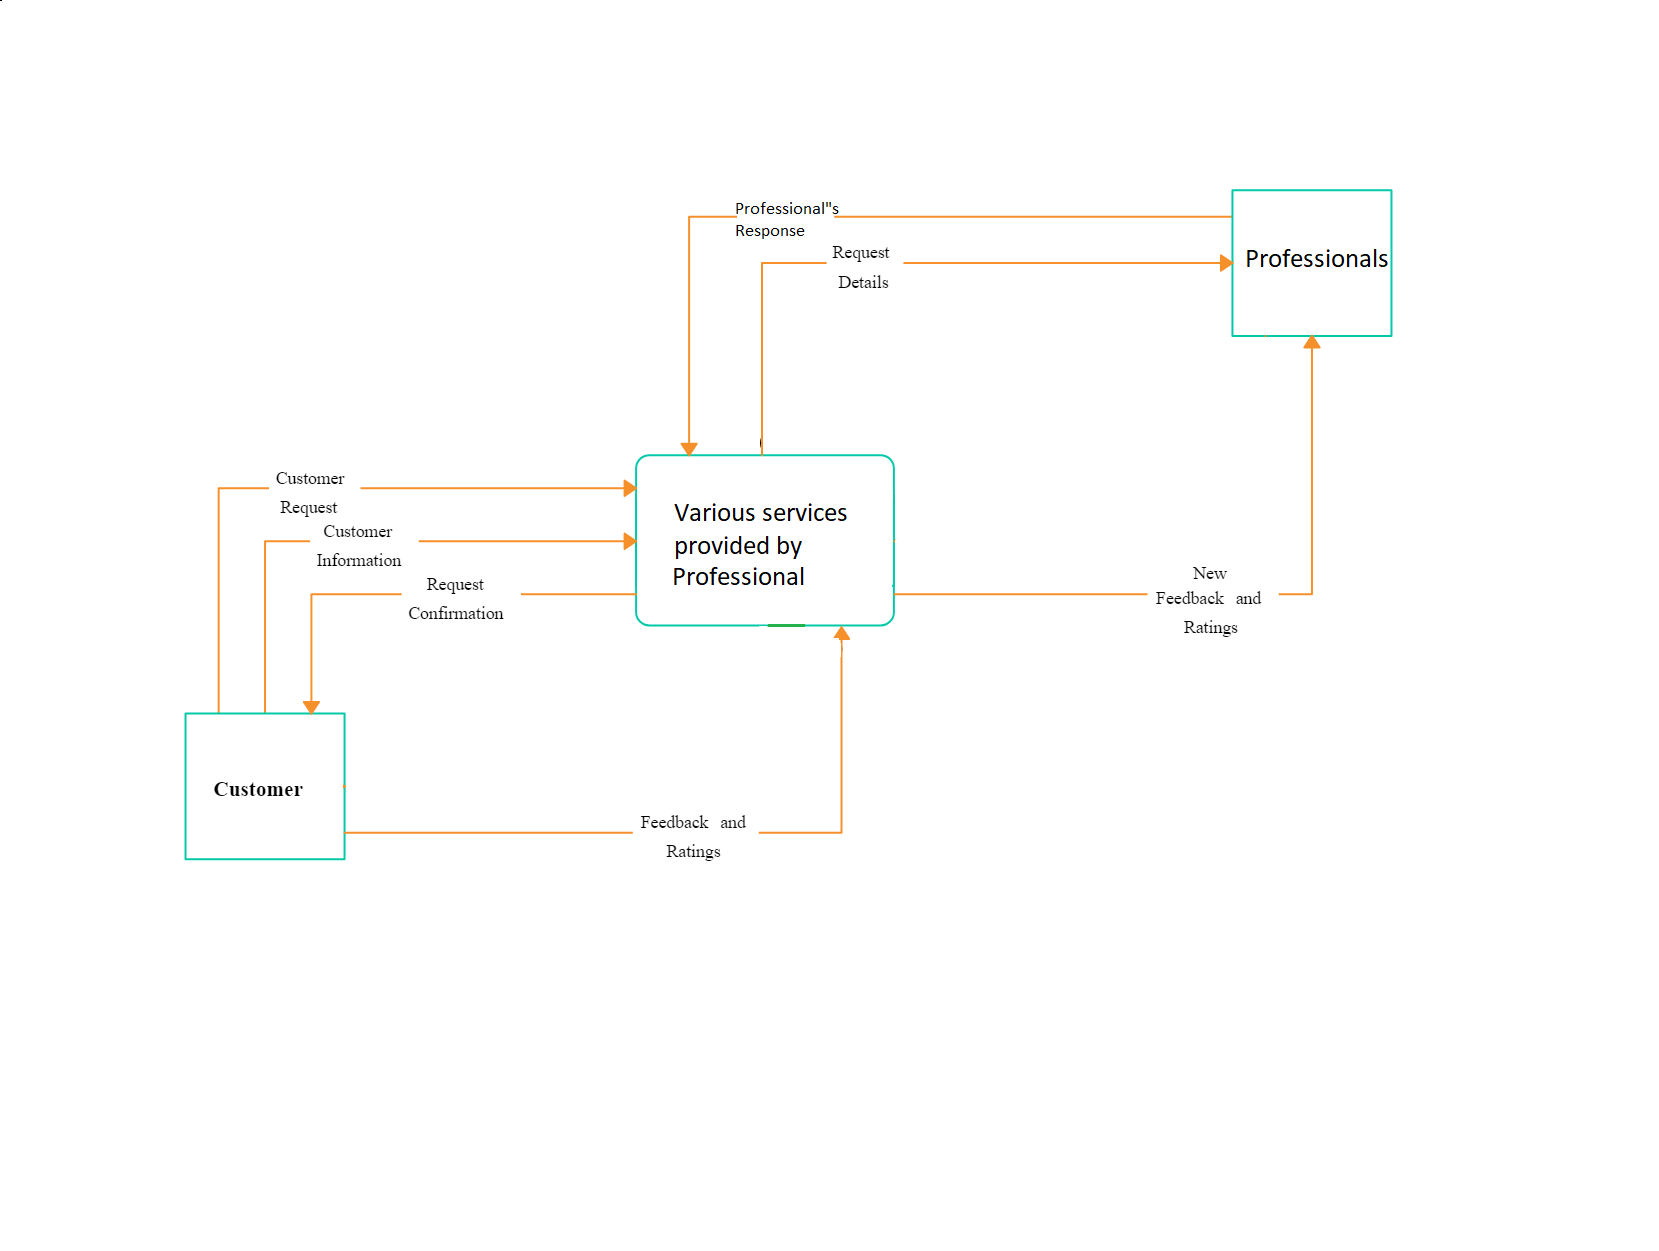 Professional"s
Response
Request
Details
Professionals
Customer
Request
Customer
Information
Request
Confirmation
Various services
provided by
Professional
New
Feedback and
Ratings
Customer
Feedback and
Ratings